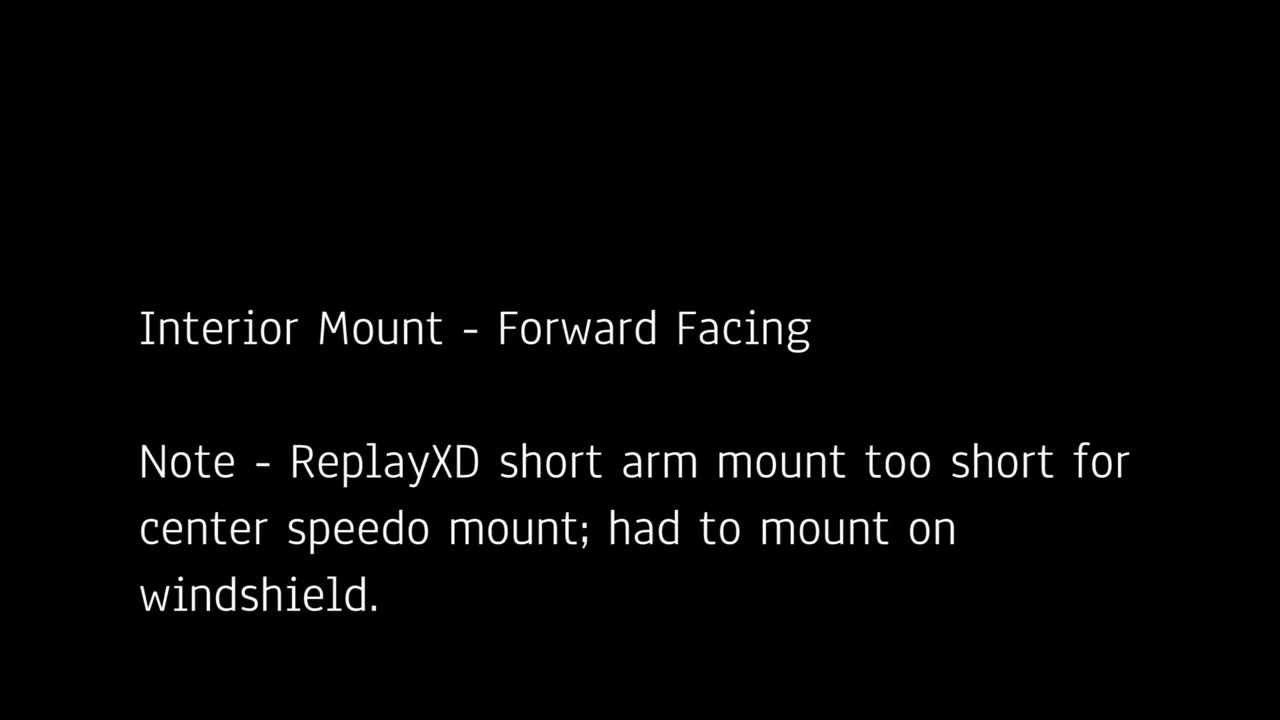 Interior Mount - Forward Facing
Note - ReplayXD short arm mount too short for
center speedo mount; had to mount on
windshield.